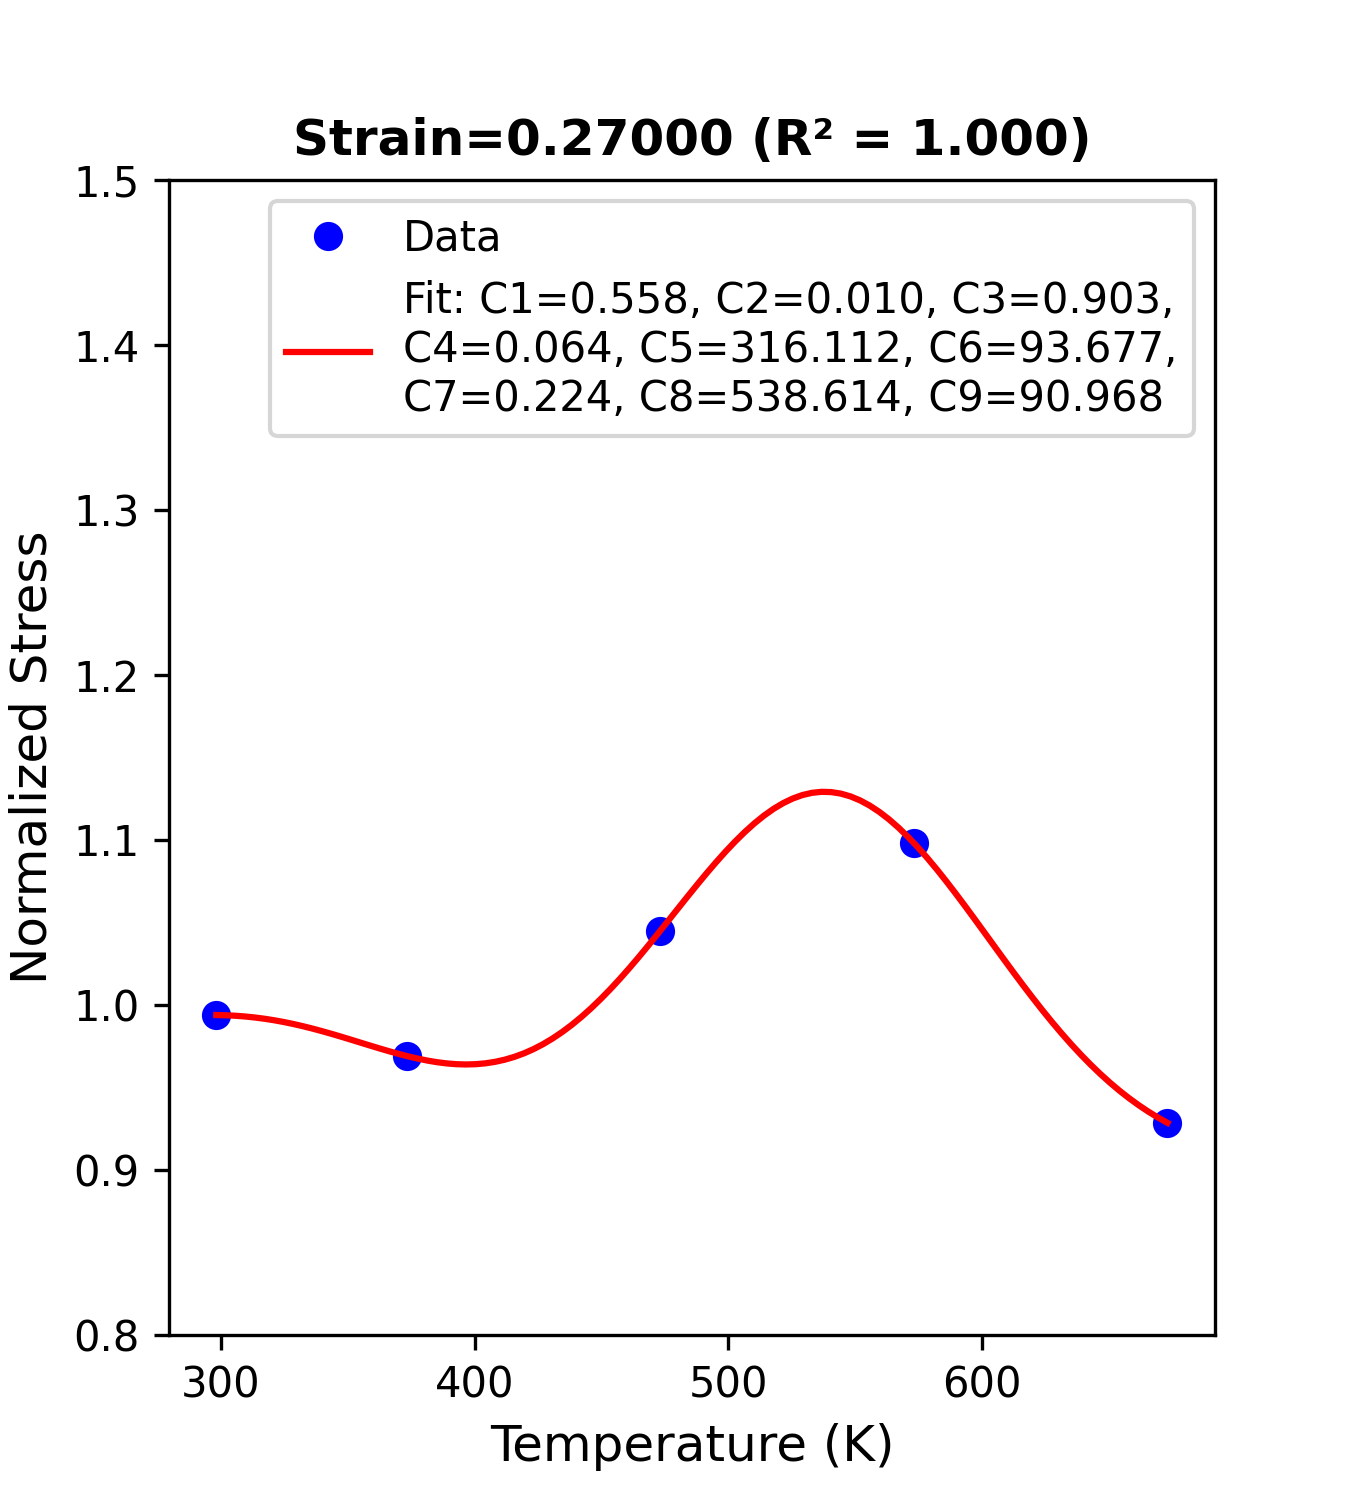 Strain=0.27000 (R² = 1.000)
1.5
1.4
1.3
1.2
1.1
1.0
0.9
0.8
Normalized Stress
Data
Fit: C1=0.558, C2=0.010, C3=0.903,
C4=0.064, C5=316.112, C6=93.677,
C7=0.224, C8=538.614, C9=90.968
300 400 500 600
Temperature (K)